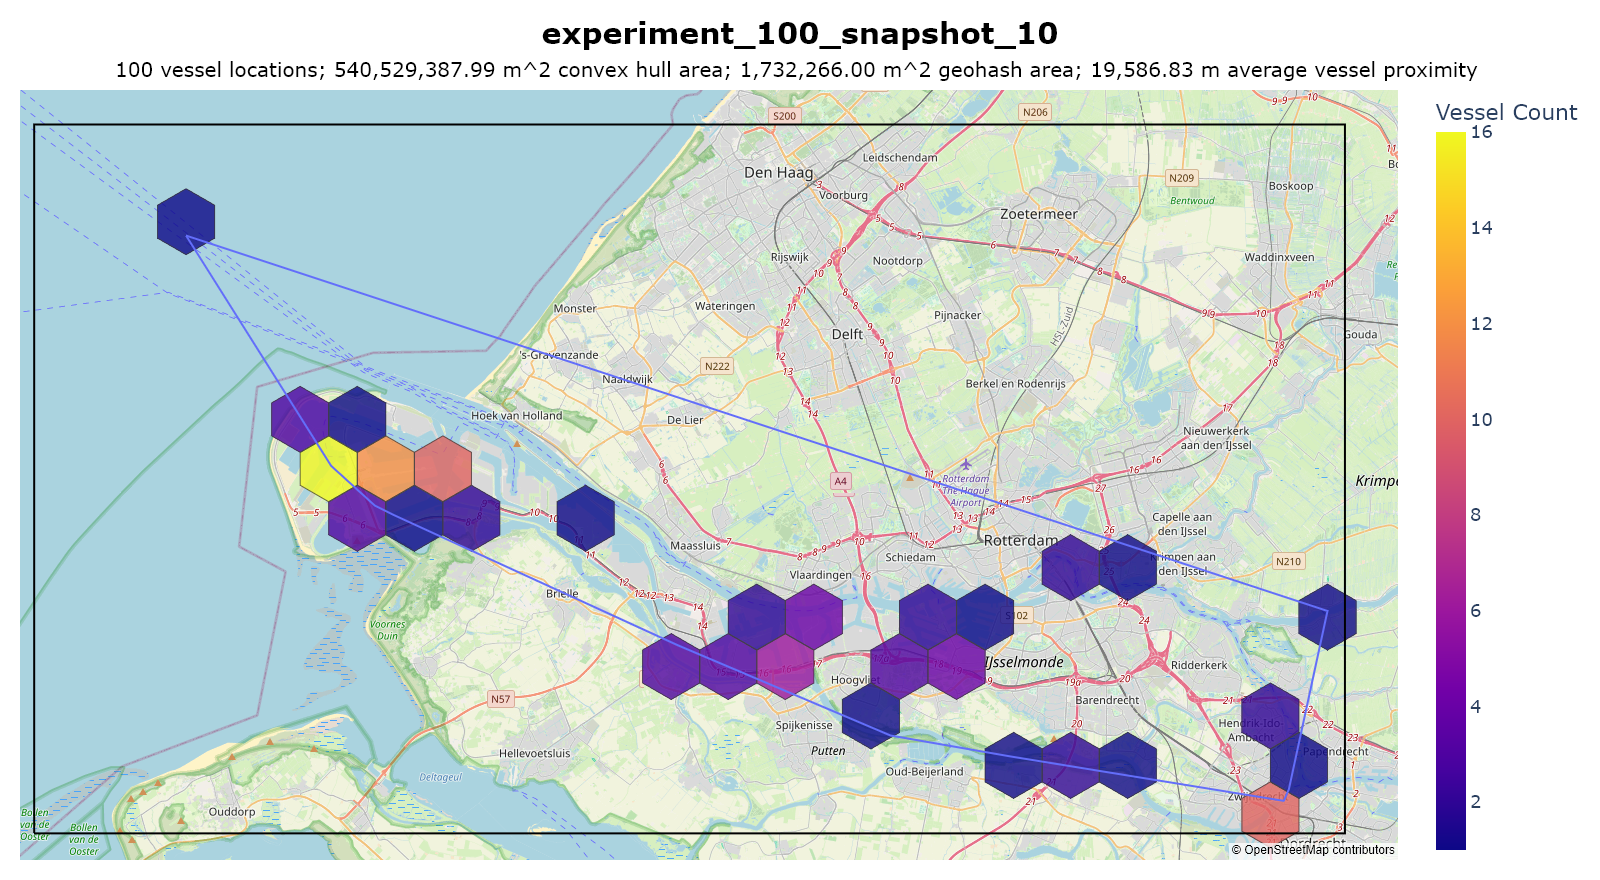 experiment_100_snapshot_10
100 vessel locations; 540,529,387.99 m^2 convex hull area; 1,732,266.00 m^2 geohash area; 19,586.83 m average vessel proximity
Vessel Count
16
14
12
10
8
6
4
2
S200
N206
Leidschendam
Den Haag
Voorburg
N209
Boskoop
Bentwoud
Zoetermeer
Rijswijk
Nootdorp
Waddinxveen
Monster
Wateringen
Pijnacker
HSL-Zuid
Delft
Gouda
's-Gravenzande
N222
Naaldwijk
Berkel en Rodenrijs
Hoek van Holland
De Lier
Nieuwerkerk
aan den IJssel
A4
Rotterdam
The Hague
Airport
Krimpe
Capelle aan
den IJssel
Maassluis
Schiedam
Rotterdam
Krimpen aan
den IJssel
N210
Vlaardingen
Brielle
S102
Voornes
Duin
IJsselmonde
Ridderkerk
Hoogvliet
N57
Barendrecht
Spijkenisse
Hendrik-Ido-
Ambacht
Putten
Papendrecht
Hellevoetsluis
Oud-Beijerland
Deltageul
Zwijndrecht
Ouddorp
Bollen
van de
Ooster
Bollen
van de
Ooster
Dordrecht
© OpenStreetMap contributors